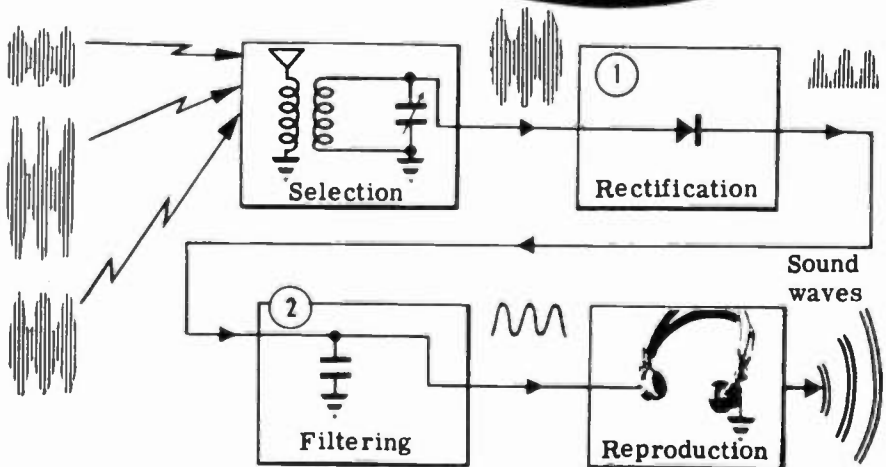 1
Selection
Rectification
Sound
waves
2
Filtering
Reproduction